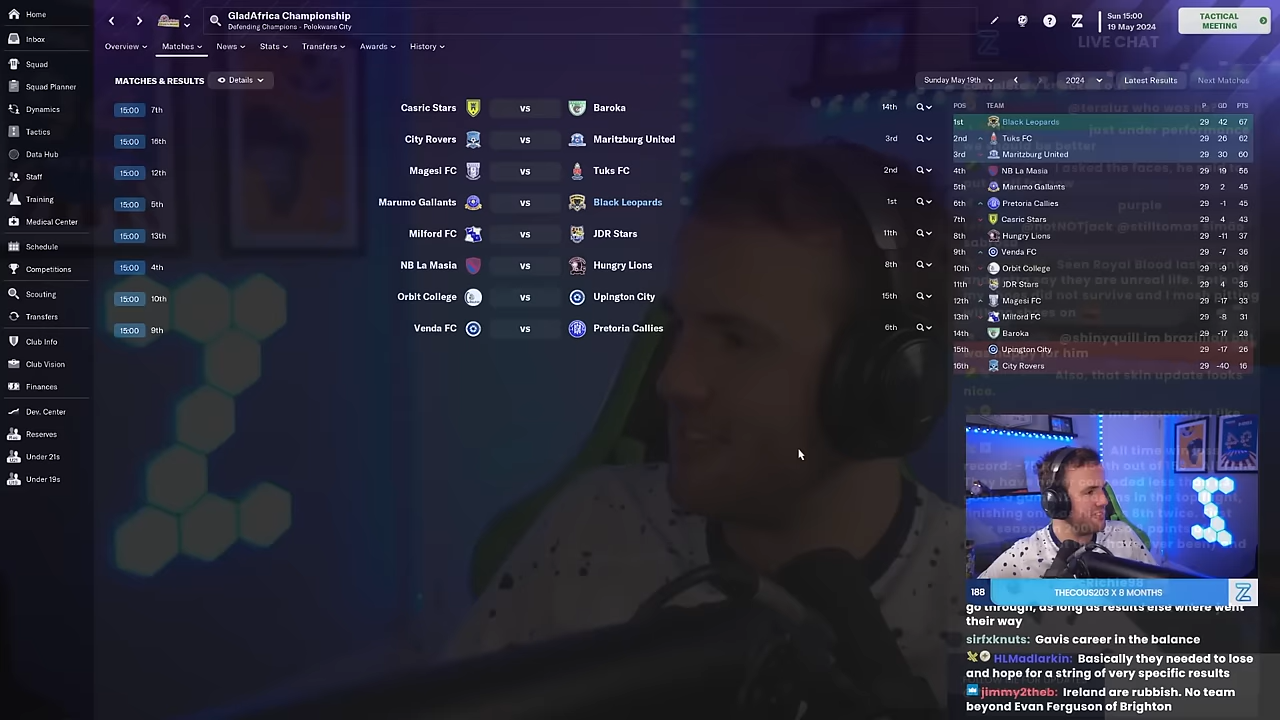 Home
Inbox
Squad
Squad Planner
Dynamics
Tactics
Data Hub
Staff
Training
Medical Center
Schedule
Competitions
Scouting
Transfers
Club Info
Club Vision
Finances
Dev. Center
Reserves
Under 21s
Under 19s
GladAfrica Championship
Defending Champions - Polokwane City
Sun 15:00
19 May 2024
TACTICAL
MEETING
LIVE CHAT
Overview Matches News Stats Transfers Awards History
MATCHES & RESULTS Details
Sunday May 19th 2024 Latest Results Next Matches
15:00 7th Casric Stars vs Baroka 14th
15:00 16th City Rovers vs Maritzburg United 3rd
15:00 12th Magesi FC vs Tuks FC 2nd
15:00 5th Marumo Gallants vs Black Leopards 1st
15:00 13th Milford FC vs JDR Stars 11th
15:00 4th NB La Masia vs Hungry Lions 8th
15:00 10th Orbit College vs Upington City 15th
15:00 9th Venda FC vs Pretoria Callies 6th
POS TEAM P GD PTS
1st Black Leopards 29 42 67
2nd Tuks FC 29 26 62
3rd Maritzburg United 29 30 60
4th NB La Masia 29 19 56
5th Marumo Gallants 29 2 45
6th Pretoria Callies 29 -1 45
7th Casric Stars 29 4 43
8th Hungry Lions 29 -11 37
9th Venda FC 29 -7 36
10th Orbit College 29 -9 36
11th JDR Stars 29 4 35
12th Magesi FC 29 -17 33
13th Milford FC 29 -8 31
14th Baroka 29 -17 28
15th Upington City 29 -17 26
16th City Rovers 29 -40 16
188 THECOUS203 X 8 MONTHS
go through, as long as results else where went
their way
sirfxknuts: Gavis career in the balance
HLMadlarkin: Basically they needed to lose
and hope for a string of very specific results
jimmy2theb: Ireland are rubbish. No team
beyond Evan Ferguson of Brighton